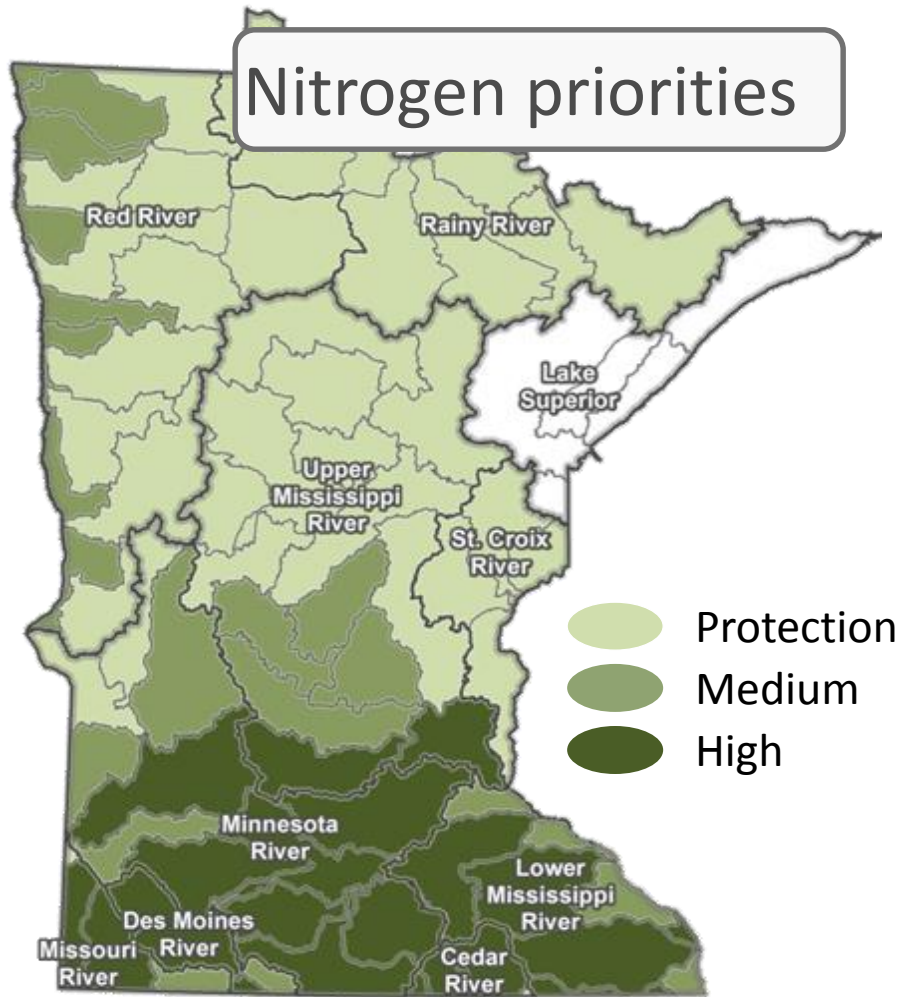 Nitrogen priorities
Red River
Rainy River
Lake
Superior
Upper
Mississippi
River
St. Croix
River
Protection
Medium
High
Minnesota
River
Lower
Mississippi
River
Des Moines
River
Missouri
River
Cedar
River